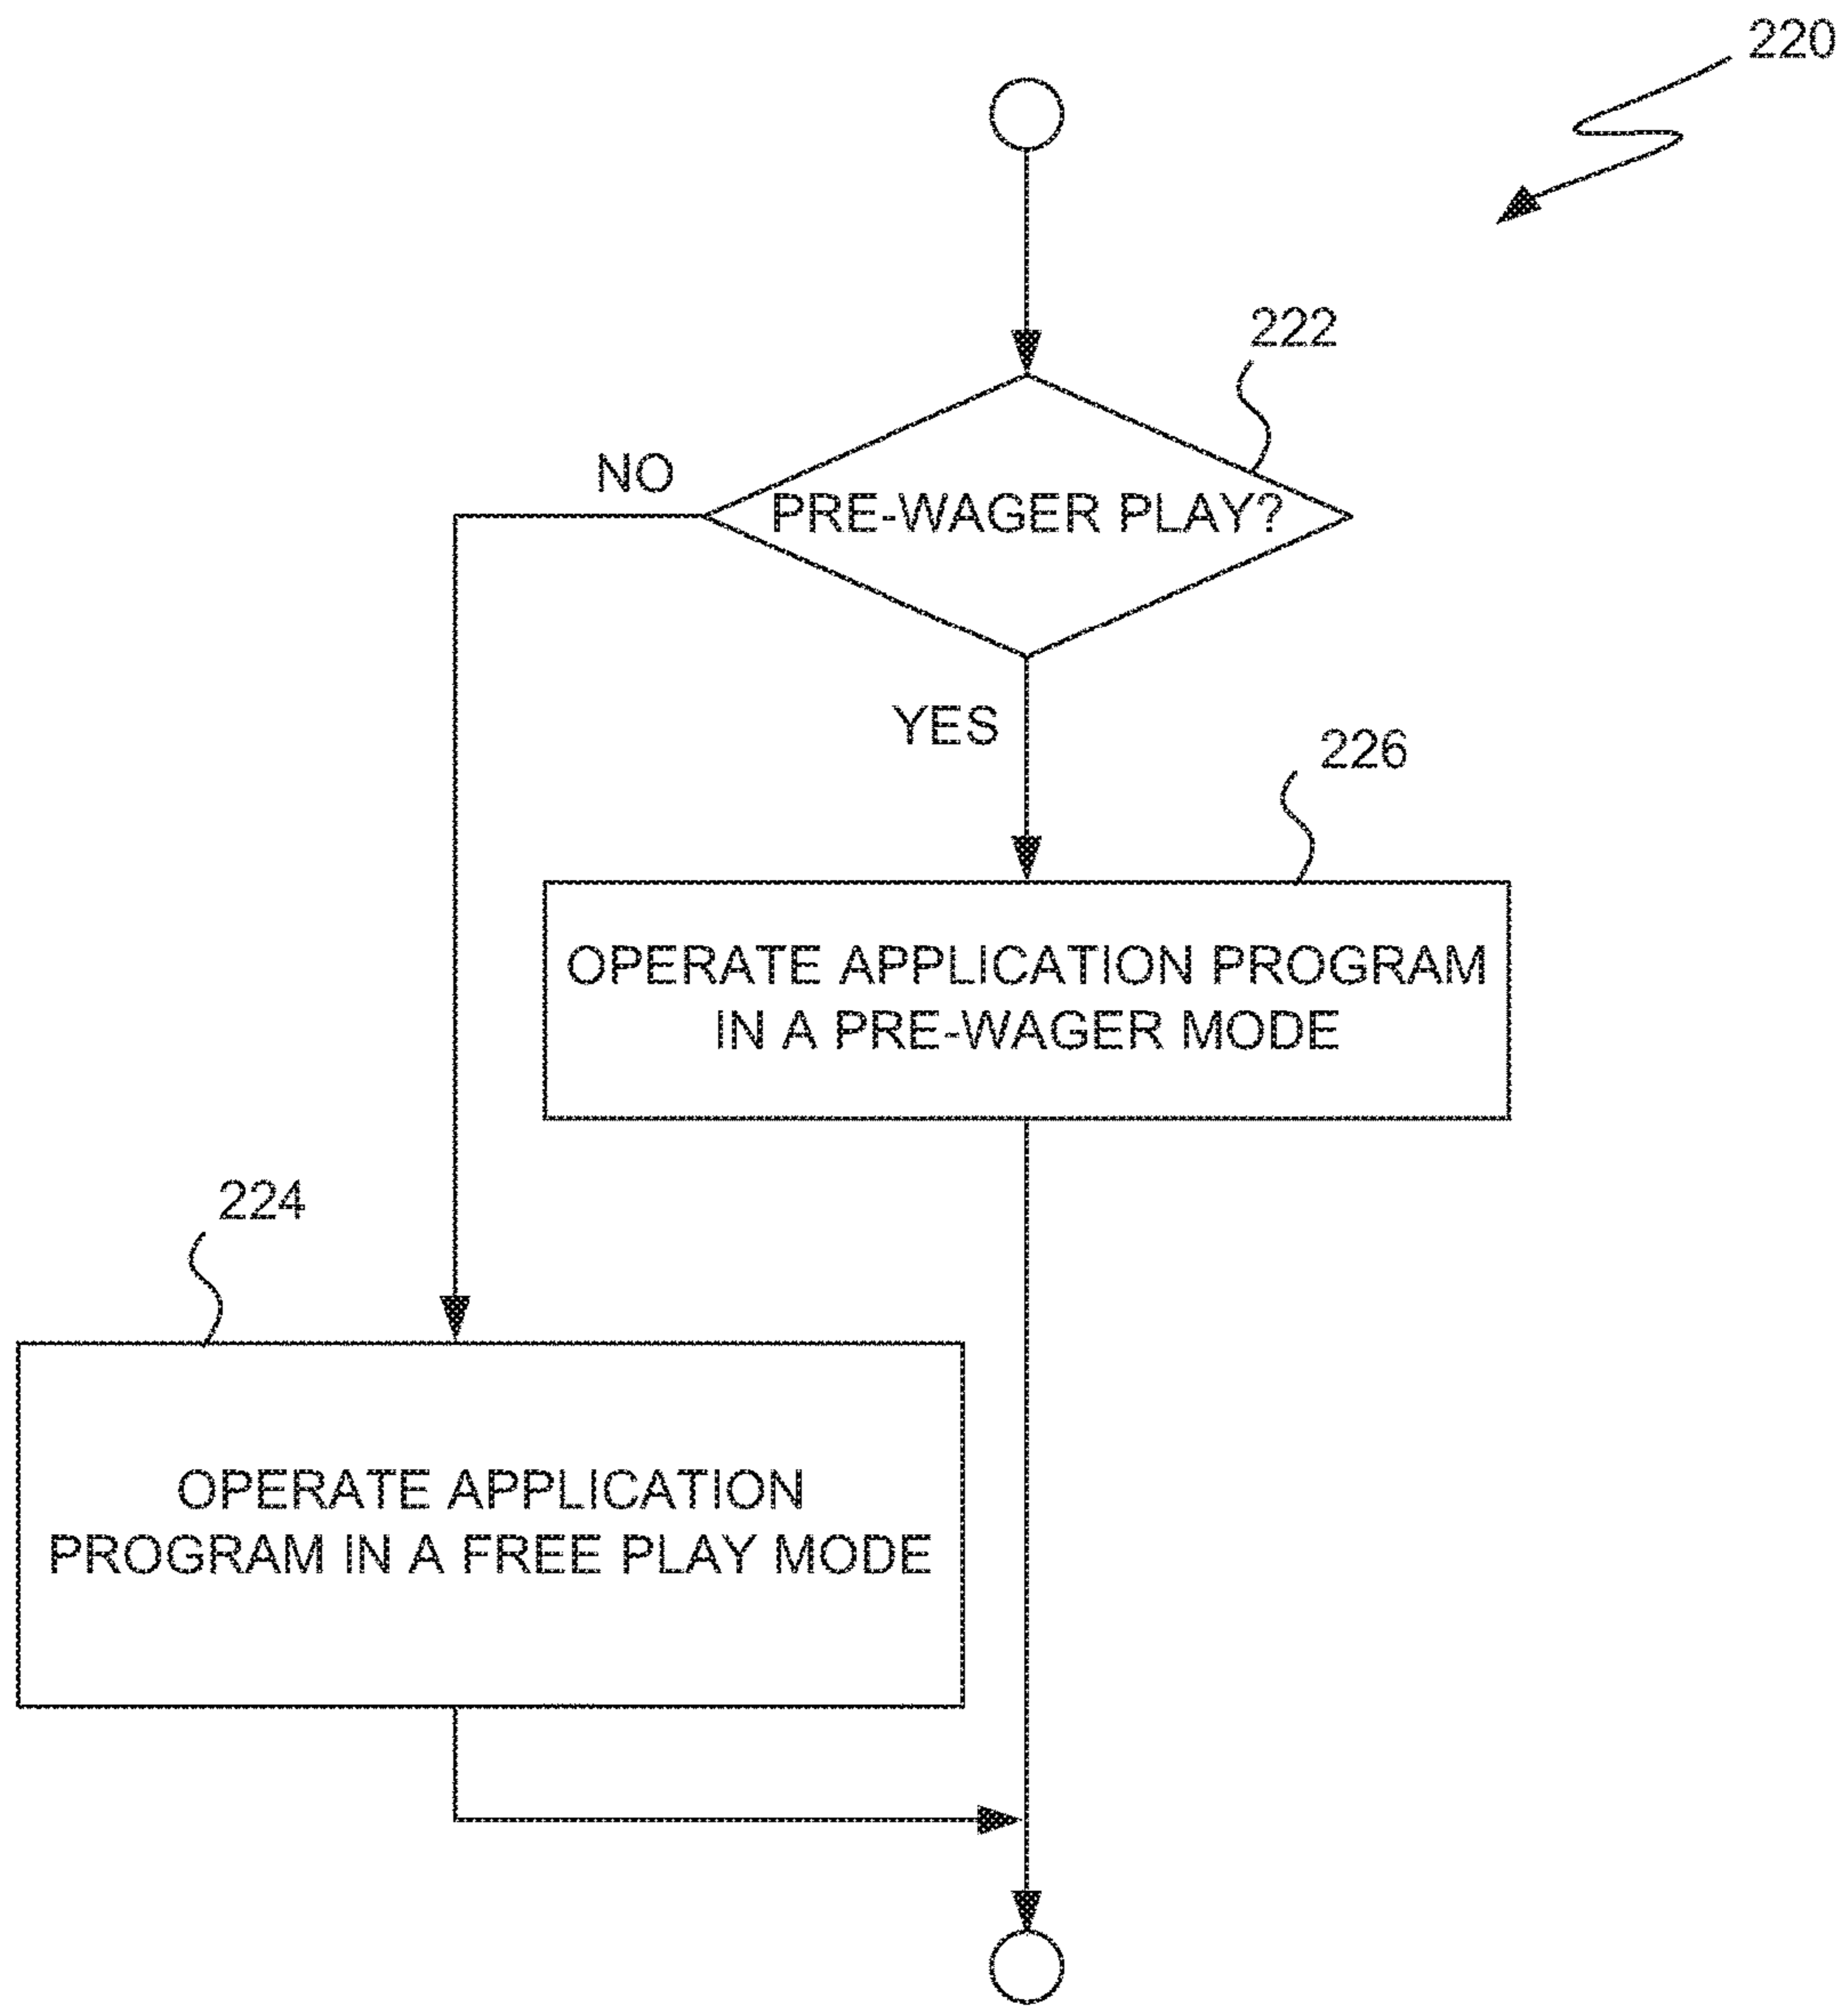 220
222
NO
PRE-WAGER PLAY?
YES
226
OPERATE APPLICATION PROGRAM
IN A PRE-WAGER MODE
224
OPERATE APPLICATION
PROGRAM IN A FREE PLAY MODE